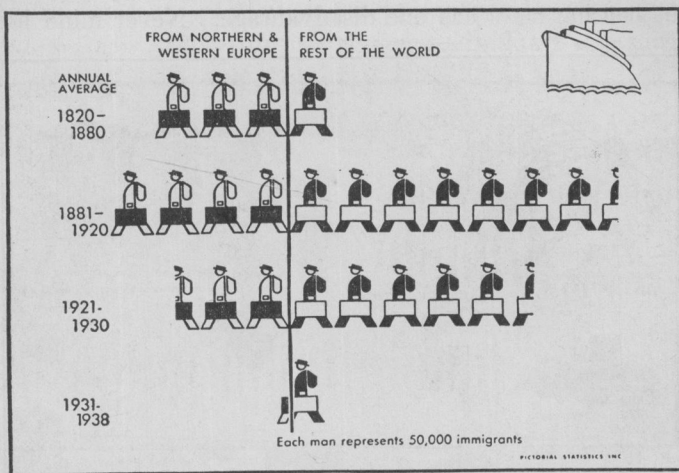 FROM NORTHERN &
WESTERN EUROPE
FROM THE
REST OF THE WORLD
ANNUAL
AVERAGE
1820–
1880
1881–
1920
1921-
1930
1931-
1938
Each man represents 50,000 immigrants
PICTORIAL STATISTICS INC